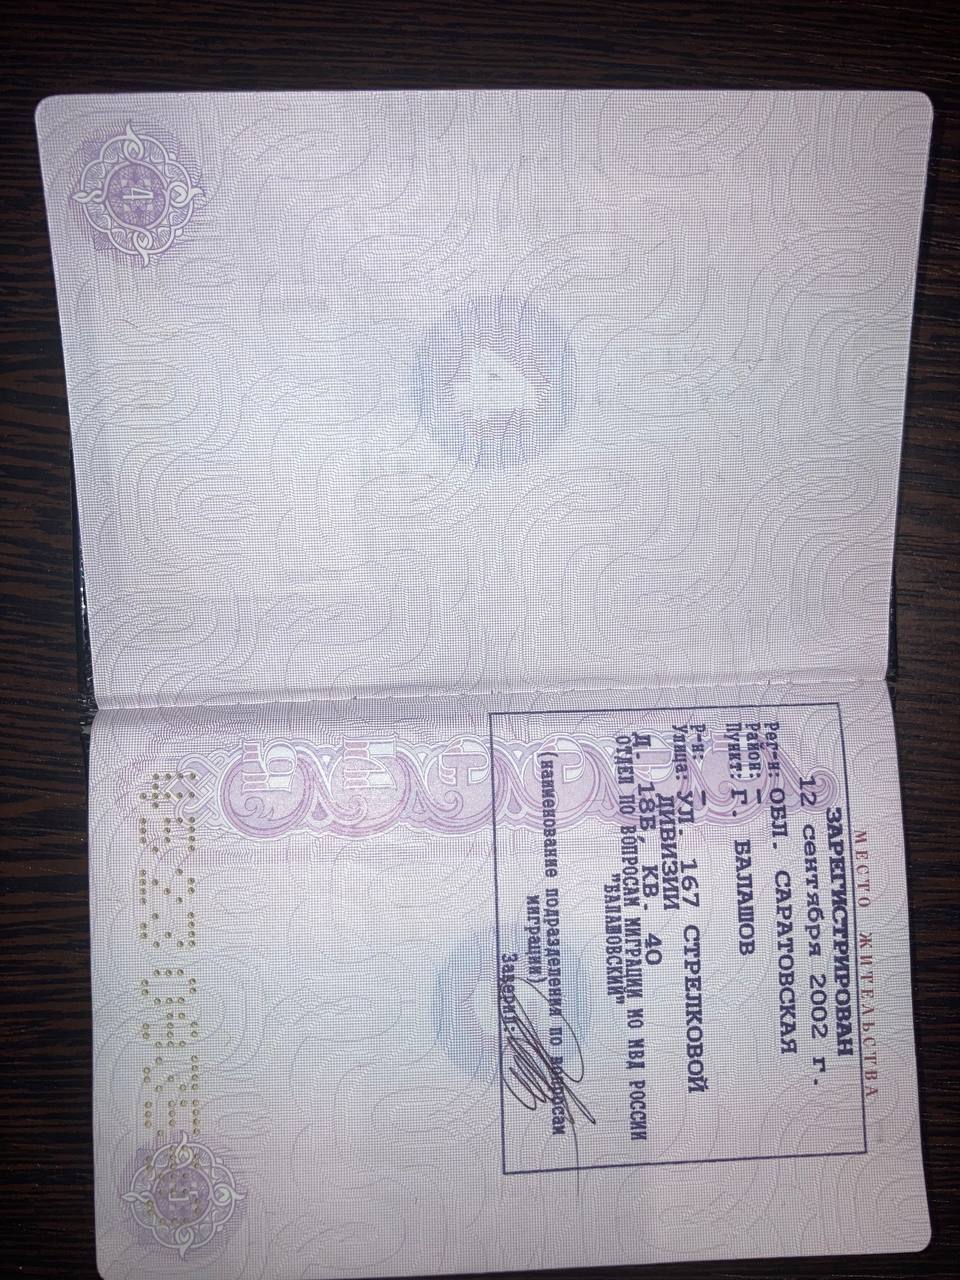 4
МЕСТО ЖИТЕЛЬСТВА
ЗАРЕГИСТРИРОВАН
12 сентября 2002 г.
Рег-н: ОБЛ. САРАТОВСКАЯ
Район: –
Пункт: Г. БАЛАШОВ
Р-н: –
Улица: УЛ. 167 СТРЕЛКОВОЙ
ДИВИЗИИ
Д. 18Б, КВ. 40
ОТДЕЛ ПО ВОПРОСАМ МИГРАЦИИ МО МВД РОССИИ
"БАЛАШОВСКИЙ"
(наименование подразделения по вопросам
миграции)
Заверил:
РОССИЯ
5